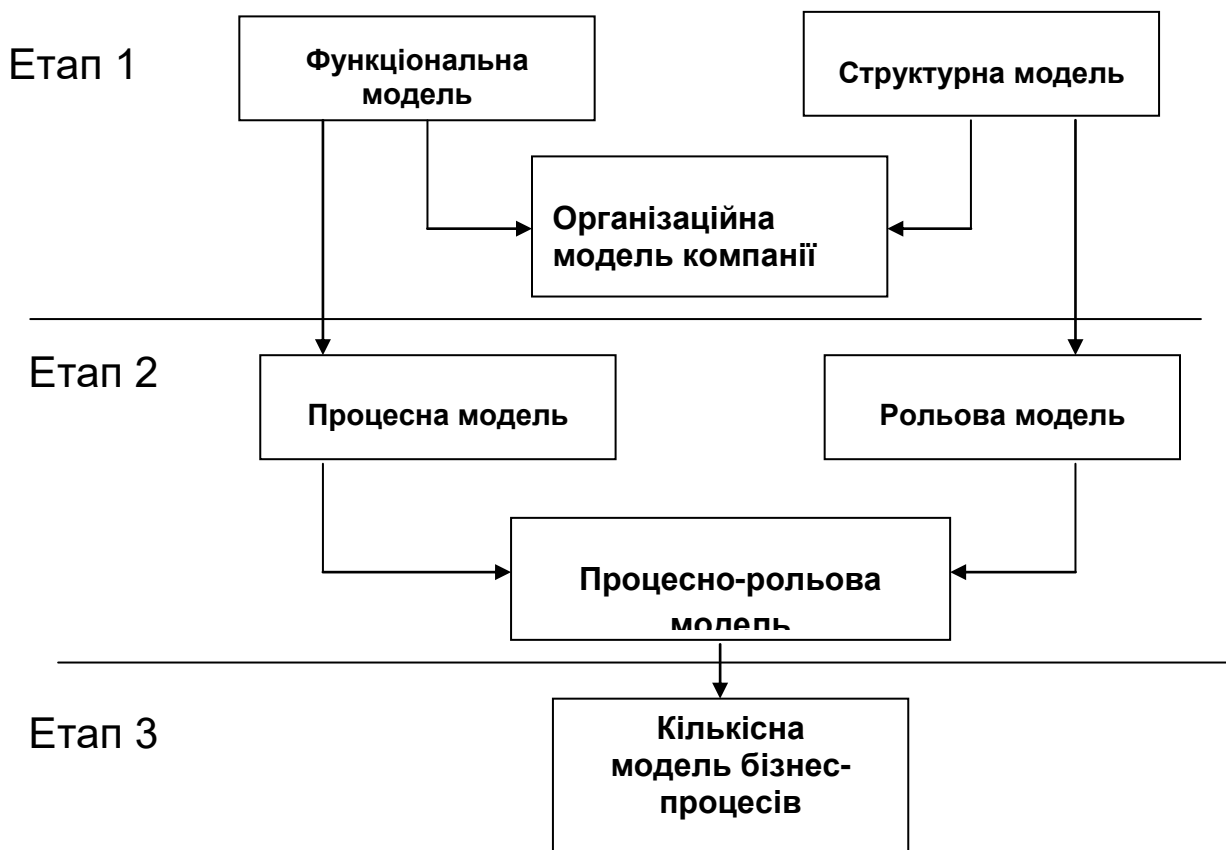 Етап 1
Функціональна
модель
Структурна модель
Організаційна
модель компанії
Етап 2
Процесна модель
Рольова модель
Процесно-рольова
модель
Етап 3
Кількісна
модель бізнес-
процесів